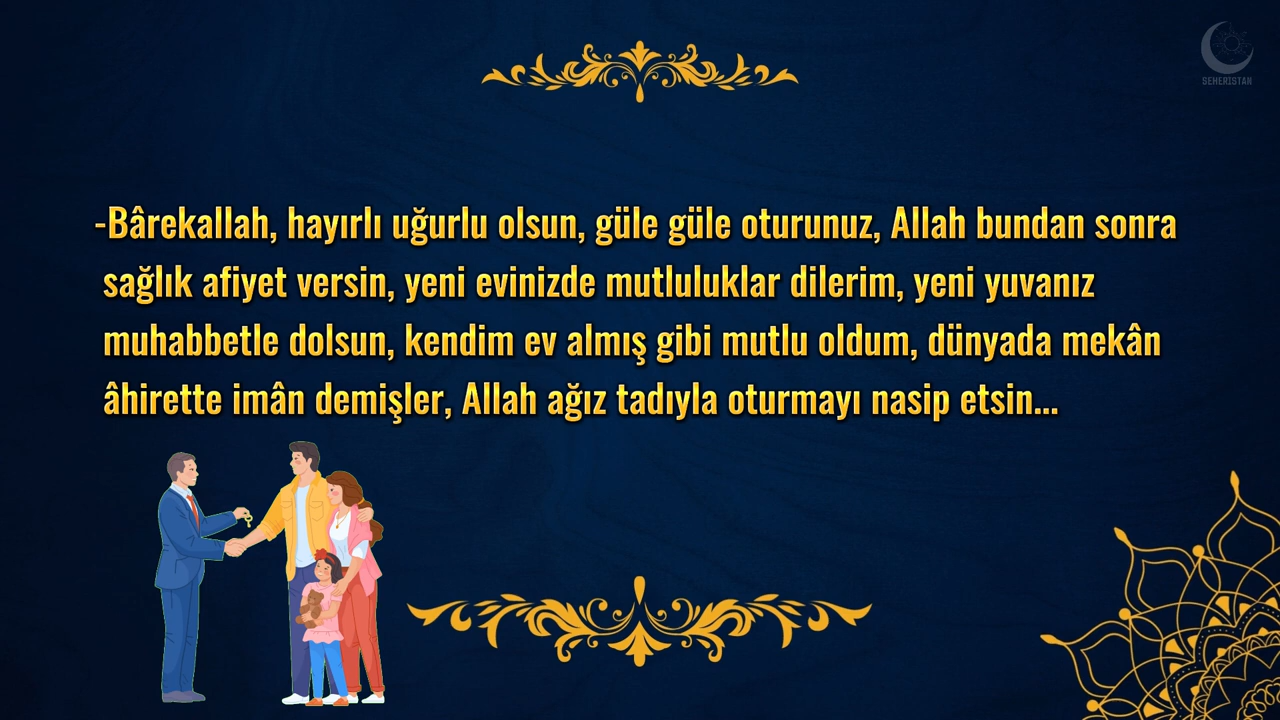 SEHERISTAN
-Bârekallah, hayırlı uğurlu olsun, güle güle oturunuz, Allah bundan sonra
sağlık afiyet versin, yeni evinizde mutluluklar dilerim, yeni yuvanız
muhabbetle dolsun, kendim ev almış gibi mutlu oldum, dünyada mekân
âhirette imân demişler, Allah ağız tadıyla oturmayı nasip etsin...